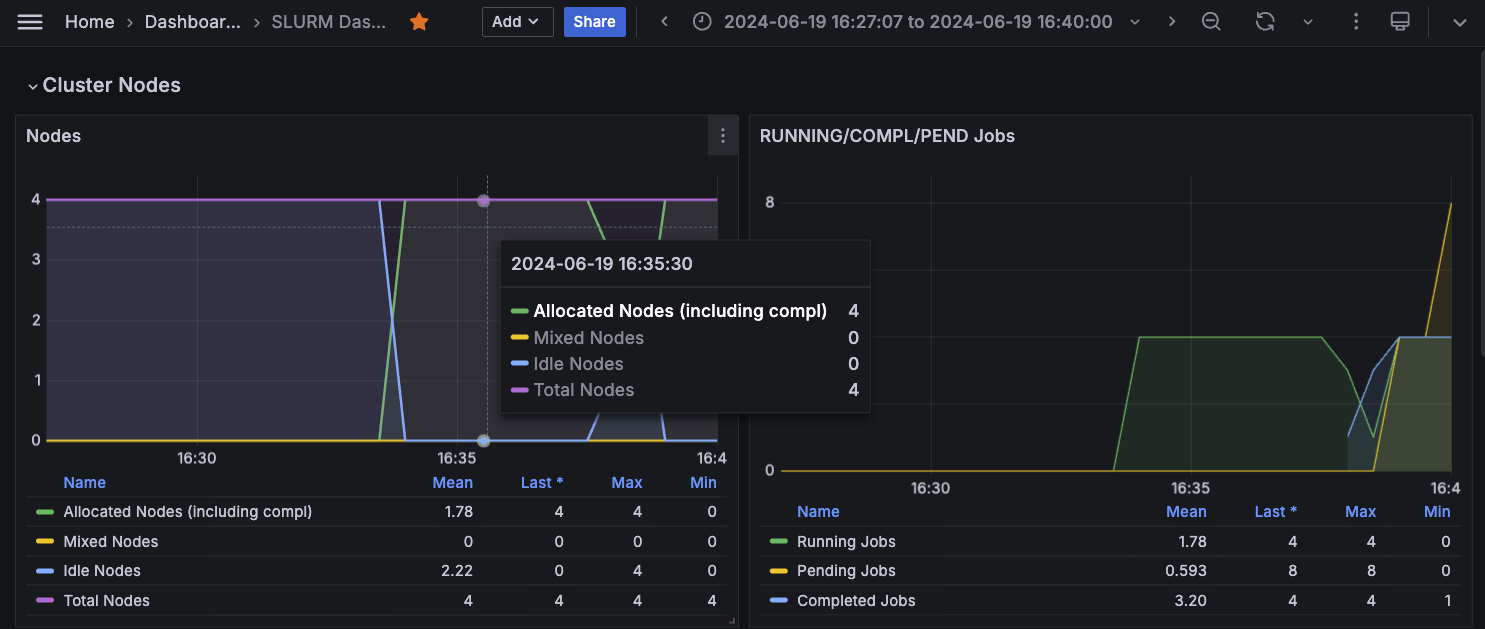 Home › Dashboar... › SLURM Das... Add Share 2024-06-19 16:27:07 to 2024-06-19 16:40:00
Cluster Nodes
Nodes
4
3
2
1
0
16:30 16:35 16:4
2024-06-19 16:35:30
Allocated Nodes (including compl) 4
Mixed Nodes 0
Idle Nodes 0
Total Nodes 4
Name Mean Last * Max Min
Allocated Nodes (including compl) 1.78 4 4 0
Mixed Nodes 0 0 0 0
Idle Nodes 2.22 0 4 0
Total Nodes 4 4 4 4
RUNNING/COMPL/PEND Jobs
8
0
16:30 16:35 16:4
Name Mean Last * Max Min
Running Jobs 1.78 4 4 0
Pending Jobs 0.593 8 8 0
Completed Jobs 3.20 4 4 1